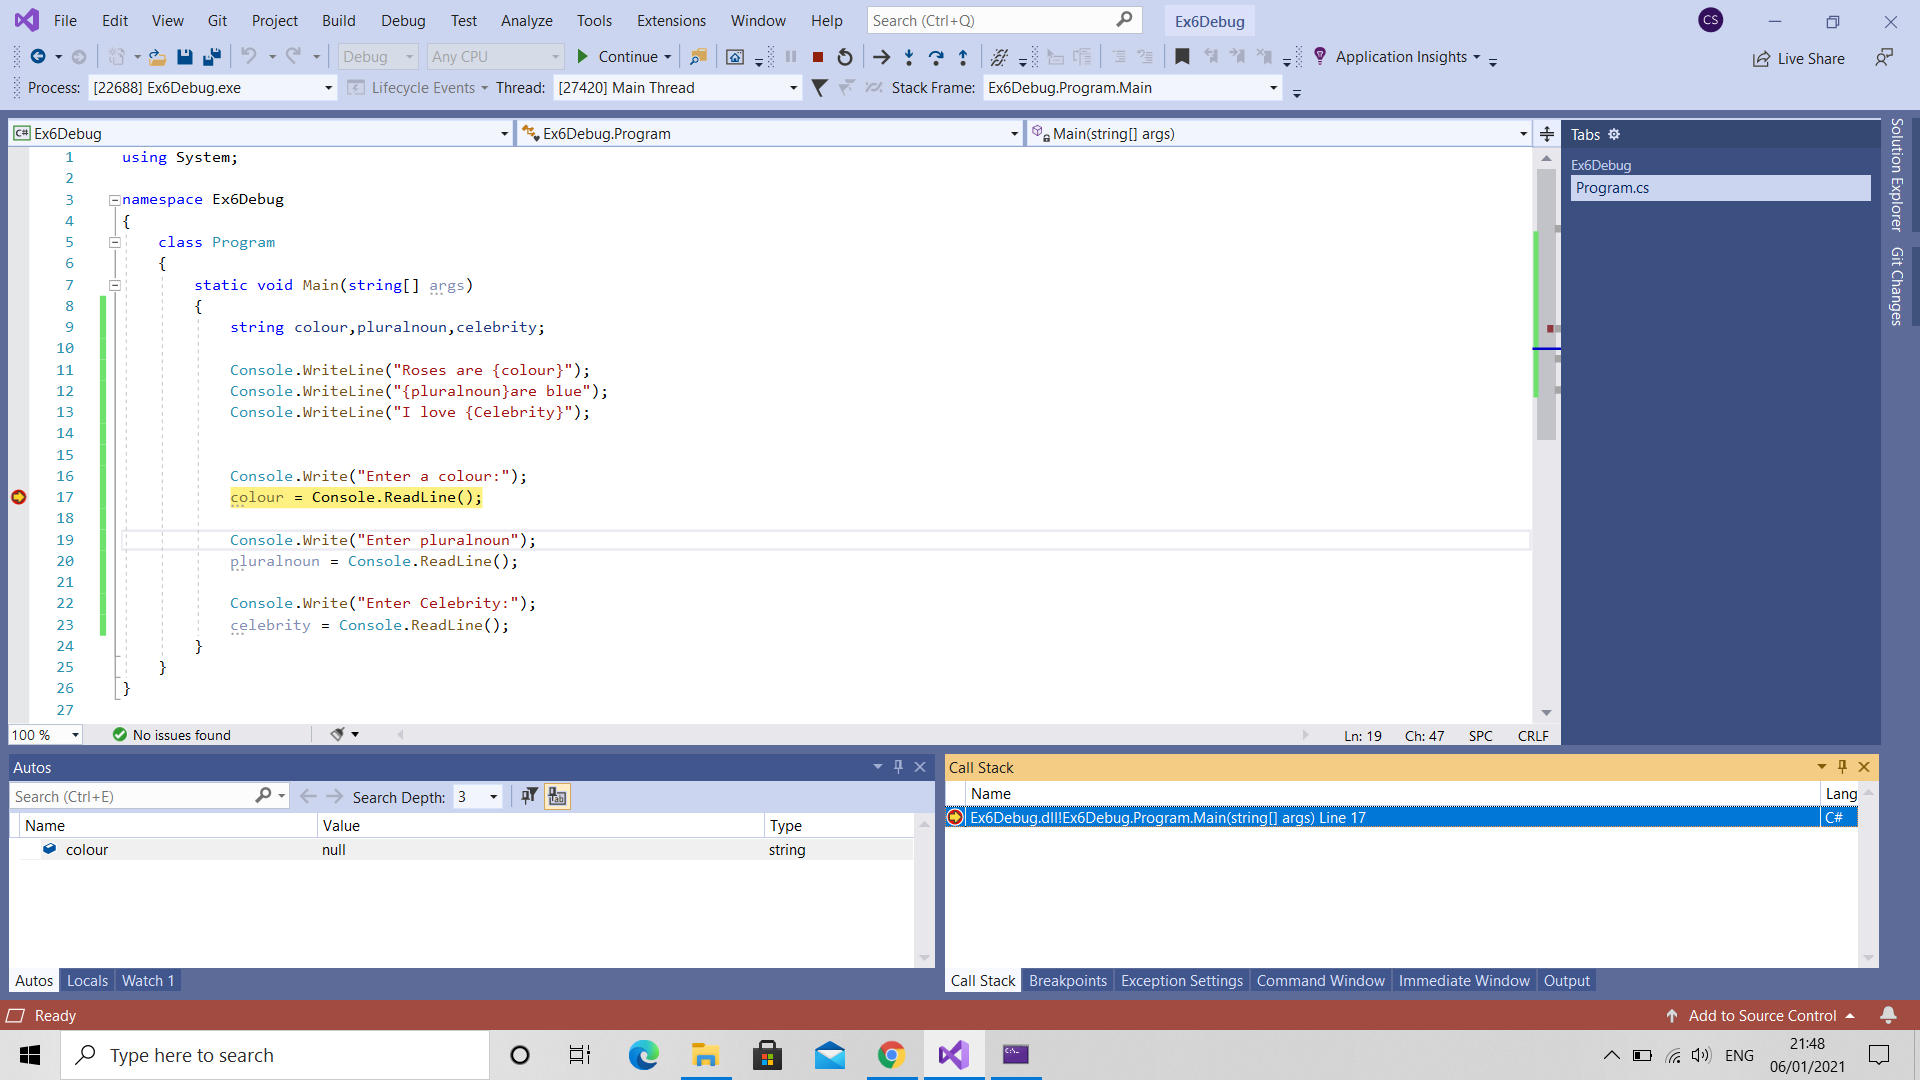 File Edit View Git Project Build Debug Test Analyze Tools Extensions Window Help Search (Ctrl+Q) Ex6Debug CS
Debug Any CPU Continue Application Insights Live Share
Process: [22688] Ex6Debug.exe Lifecycle Events Thread: [27420] Main Thread Stack Frame: Ex6Debug.Program.Main
C# Ex6Debug Ex6Debug.Program Main(string[] args)
Tabs
Ex6Debug
Program.cs
Solution Explorer
Git Changes
1 using System;
2
3 namespace Ex6Debug
4 {
5 class Program
6 {
7 static void Main(string[] args)
8 {
9 string colour,pluralnoun,celebrity;
10
11 Console.WriteLine("Roses are {colour}");
12 Console.WriteLine("{pluralnoun}are blue");
13 Console.WriteLine("I love {Celebrity}");
14
15
16 Console.Write("Enter a colour:");
17 colour = Console.ReadLine();
18
19 Console.Write("Enter pluralnoun");
20 pluralnoun = Console.ReadLine();
21
22 Console.Write("Enter Celebrity:");
23 celebrity = Console.ReadLine();
24 }
25 }
26 }
27
100 % No issues found Ln: 19 Ch: 47 SPC CRLF
Autos
Search (Ctrl+E) Search Depth: 3
Name Value Type
colour null string
Autos Locals Watch 1
Call Stack
Name Lang
Ex6Debug.dll!Ex6Debug.Program.Main(string[] args) Line 17 C#
Call Stack Breakpoints Exception Settings Command Window Immediate Window Output
Ready Add to Source Control
Type here to search
ENG
21:48
06/01/2021